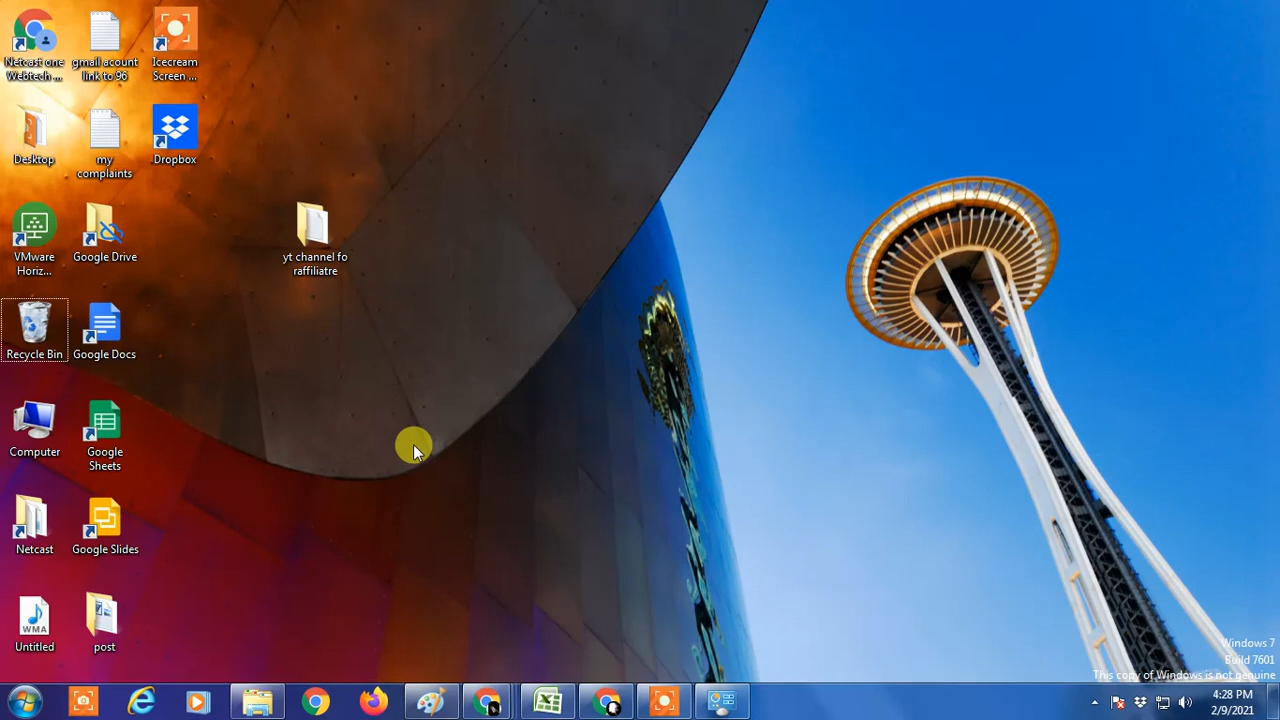 Netcast one
Webtech ...
gmail acount
link to 96
Icecream
Screen ...
Desktop
my
complaints
Dropbox
VMware
Horiz...
Google Drive
yt channel fo
raffiliatre
Recycle Bin
Google Docs
Computer
Google
Sheets
Netcast
Google Slides
WMA
Untitled
post
Windows 7
Build 7601
This copy of Windows is not genuine
4:28 PM
2/9/2021